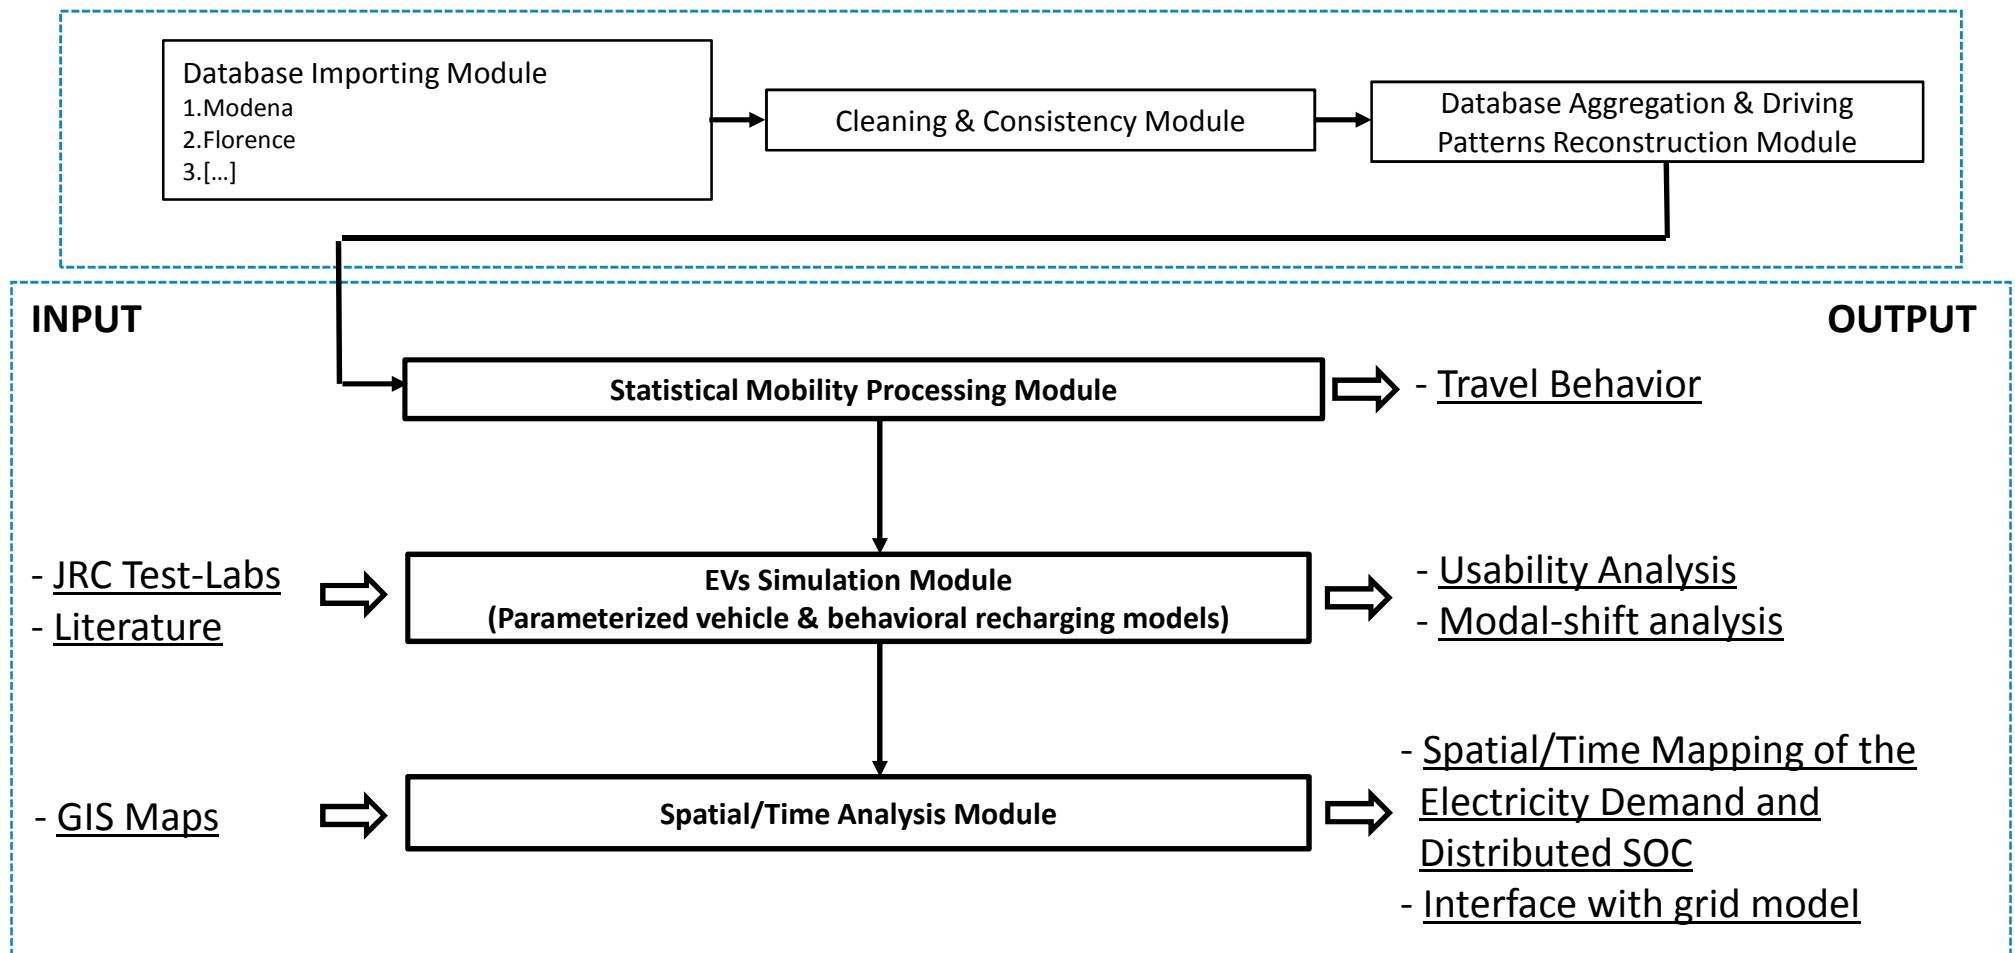 Database Importing Module
1.Modena
2.Florence
3.[...]
Cleaning & Consistency Module
Database Aggregation & Driving
Patterns Reconstruction Module
INPUT
OUTPUT
Statistical Mobility Processing Module
- Travel Behavior
- JRC Test-Labs
- Literature
EVs Simulation Module
(Parameterized vehicle & behavioral recharging models)
- Usability Analysis
- Modal-shift analysis
- GIS Maps
Spatial/Time Analysis Module
- Spatial/Time Mapping of the
Electricity Demand and
Distributed SOC
- Interface with grid model